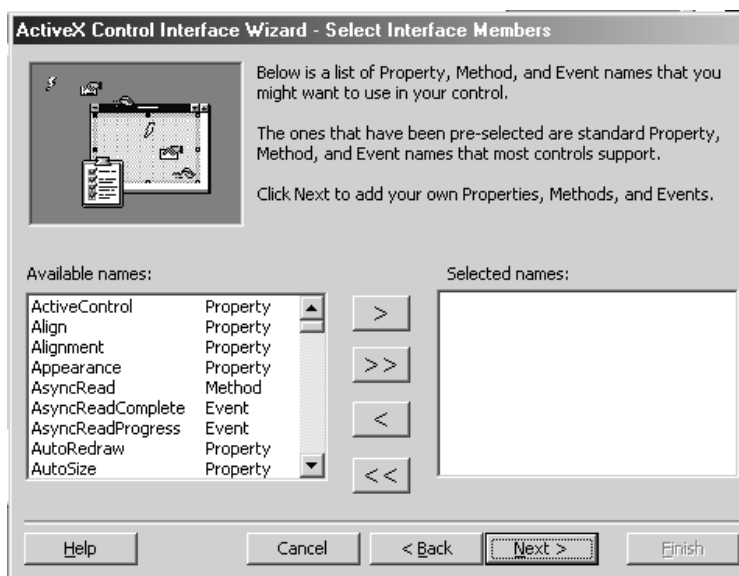 ActiveX Control Interface Wizard - Select Interface Members
Below is a list of Property, Method, and Event names that you
might want to use in your control.
The ones that have been pre-selected are standard Property,
Method, and Event names that most controls support.
Click Next to add your own Properties, Methods, and Events.
Available names:
Selected names:
ActiveControl Property
Align Property
Alignment Property
Appearance Property
AsyncRead Method
AsyncReadComplete Event
AsyncReadProgress Event
AutoRedraw Property
AutoSize Property
>
>>
<
<<
Help
Cancel
< Back
Next >
Finish